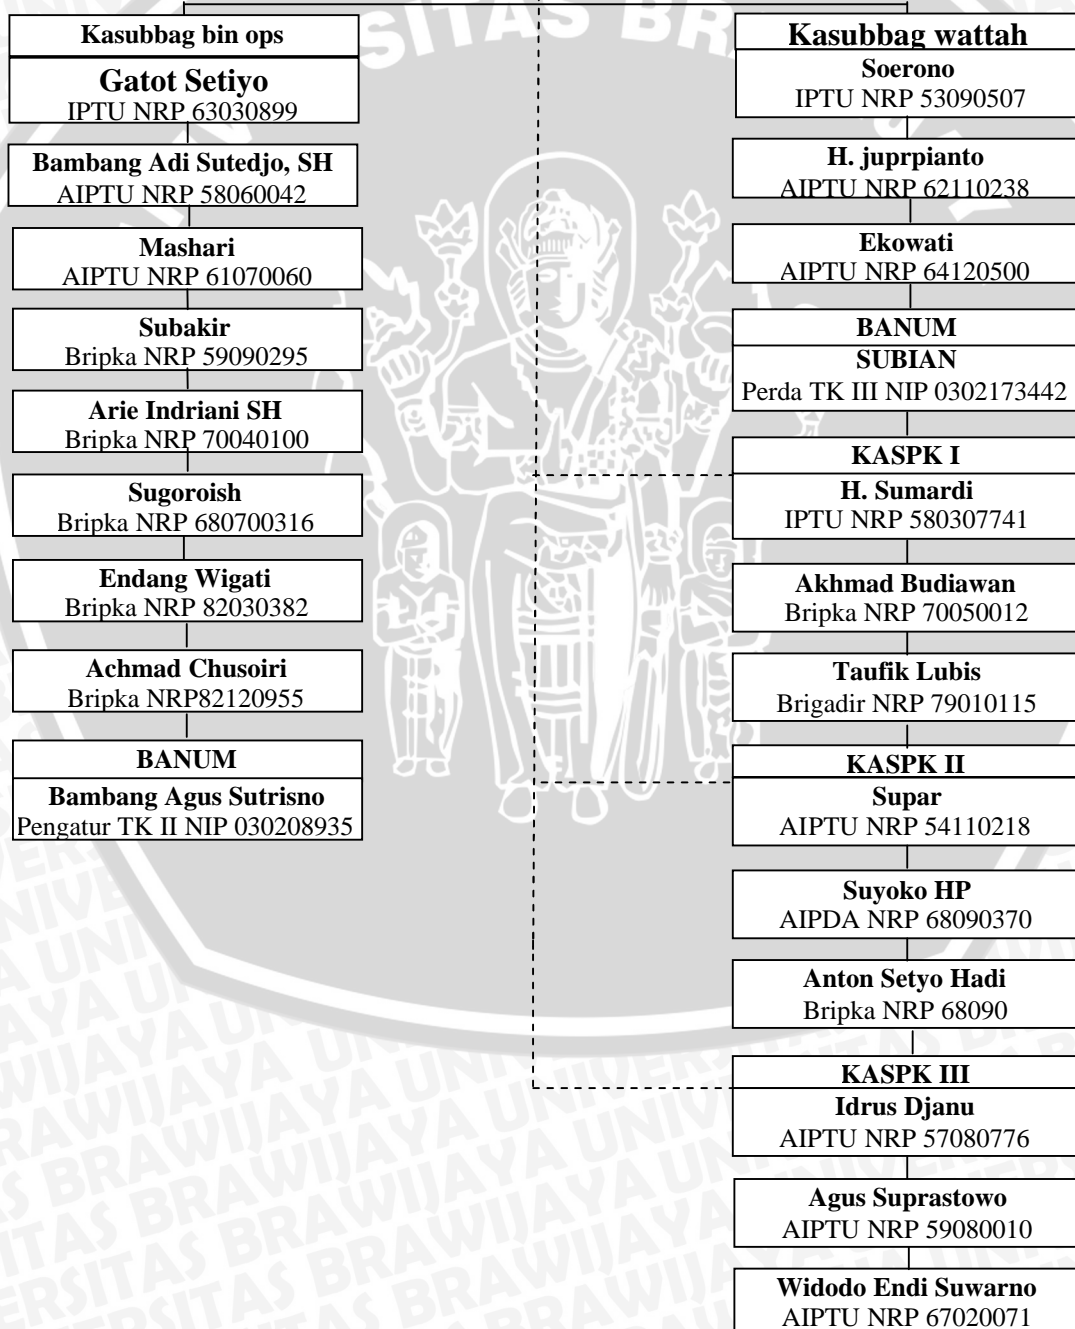 Kasubbag bin ops
Gatot Setiyo
IPTU NRP 63030899
Bambang Adi Sutedjo, SH
AIPTU NRP 58060042
Mashari
AIPTU NRP 61070060
Subakir
Bripka NRP 59090295
Arie Indriani SH
Bripka NRP 70040100
Sugoroish
Bripka NRP 680700316
Endang Wigati
Bripka NRP 82030382
Achmad Chusoiri
Bripka NRP82120955
BANUM
Bambang Agus Sutrisno
Pengatur TK II NIP 030208935
Kasubbag wattah
Soerono
IPTU NRP 53090507
H. juprpianto
AIPTU NRP 62110238
Ekowati
AIPTU NRP 64120500
BANUM
SUBIAN
Perda TK III NIP 0302173442
KASPK I
H. Sumardi
IPTU NRP 580307741
Akhmad Budiawan
Bripka NRP 70050012
Taufik Lubis
Brigadir NRP 79010115
KASPK II
Supar
AIPTU NRP 54110218
Suyoko HP
AIPDA NRP 68090370
Anton Setyo Hadi
Bripka NRP 68090
KASPK III
Idrus Djanu
AIPTU NRP 57080776
Agus Suprastowo
AIPTU NRP 59080010
Widodo Endi Suwarno
AIPTU NRP 67020071